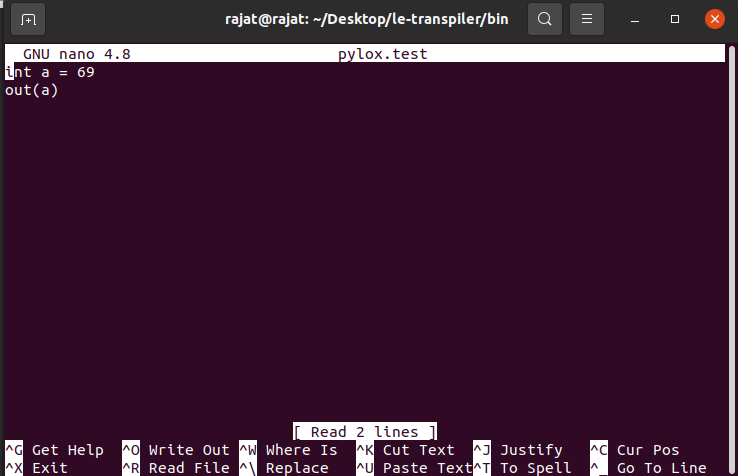 rajat@rajat: ~/Desktop/le-transpiler/bin
GNU nano 4.8 pylox.test
int a = 69
out(a)
[ Read 2 lines ]
^G Get Help ^O Write Out ^W Where Is ^K Cut Text ^J Justify ^C Cur Pos
^X Exit ^R Read File ^\ Replace ^U Paste Text ^T To Spell ^_ Go To Line